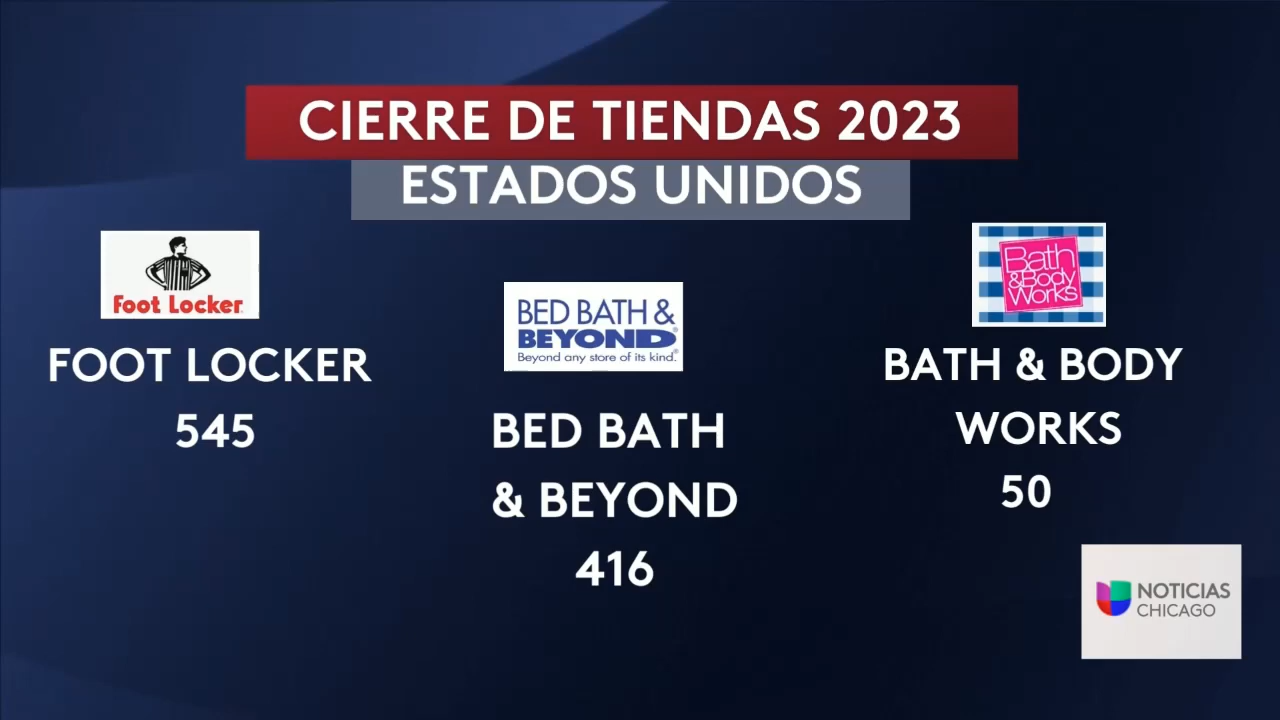 CIERRE DE TIENDAS 2023
ESTADOS UNIDOS
Foot Locker
FOOT LOCKER
545
BED BATH &
BEYOND®
Beyond any store of its kind.®
BED BATH
& BEYOND
416
Bath
& Body
Works
BATH & BODY
WORKS
50
NOTICIAS
CHICAGO